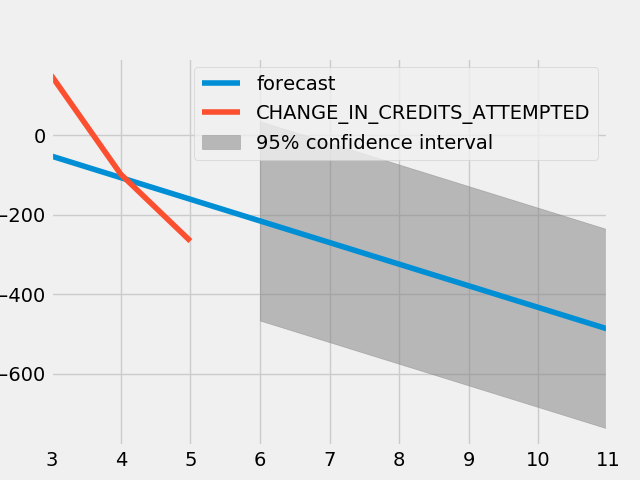 forecast
CHANGE_IN_CREDITS_ATTEMPTED
95% confidence interval
0
−200
−400
−600
3 4 5 6 7 8 9 10 11